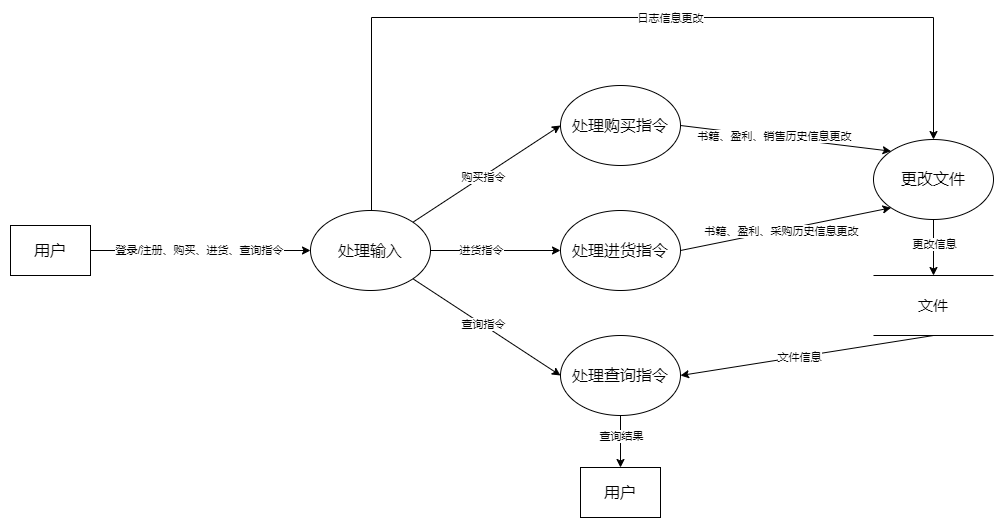 日志信息更改
处理购买指令
书籍、盈利、销售历史信息更改
购买指令
更改文件
用户
登录/注册、购买、进货、查询指令
处理输入
进货指令
处理进货指令
书籍、盈利、采购历史信息更改
更改信息
文件
查询指令
文件信息
处理查询指令
查询结果
用户